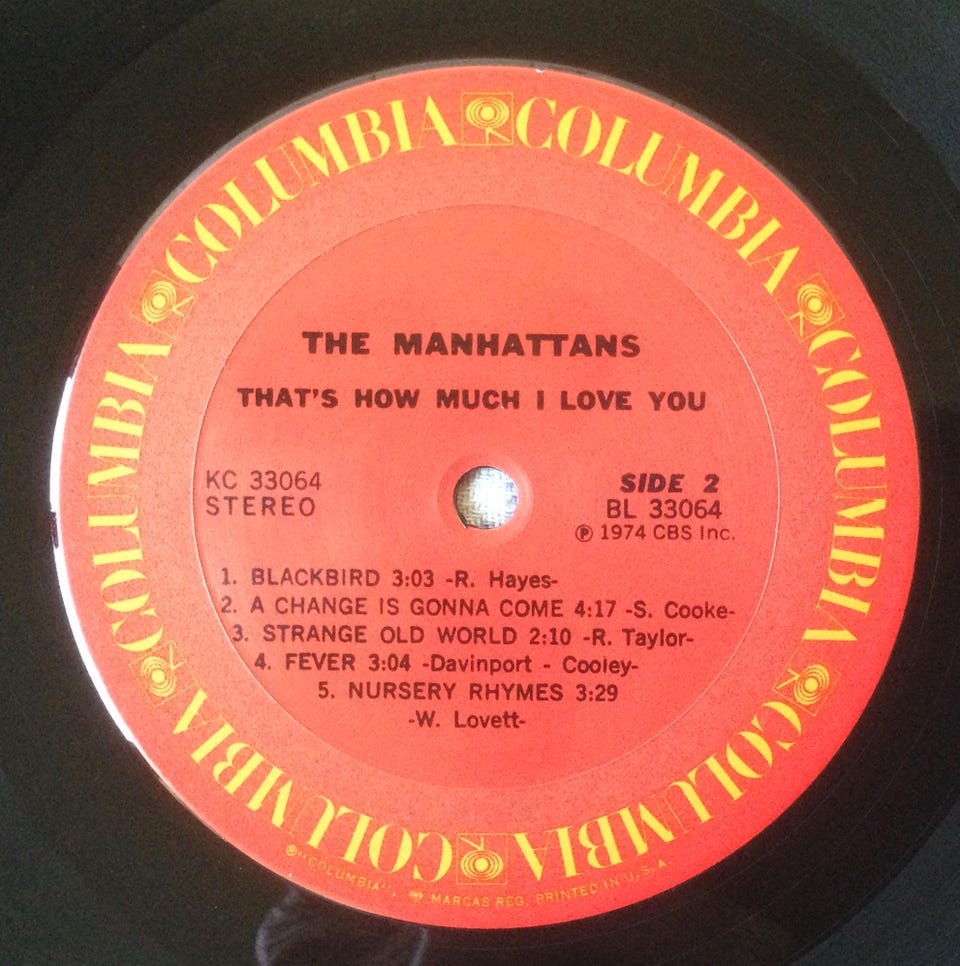 COLUMBIA COLUMBIA COLUMBIA COLUMBIA COLUMBIA COLUMBIA
THE MANHATTANS
THAT'S HOW MUCH I LOVE YOU
KC 33064
STEREO
SIDE 2
BL 33064
℗ 1974 CBS Inc.
1. BLACKBIRD 3:03 -R. Hayes-
2. A CHANGE IS GONNA COME 4:17 -S. Cooke-
3. STRANGE OLD WORLD 2:10 -R. Taylor-
4. FEVER 3:04 -Davinport - Cooley-
5. NURSERY RHYMES 3:29
-W. Lovett-
®"COLUMBIA", MARCAS REG. PRINTED IN U.S.A.